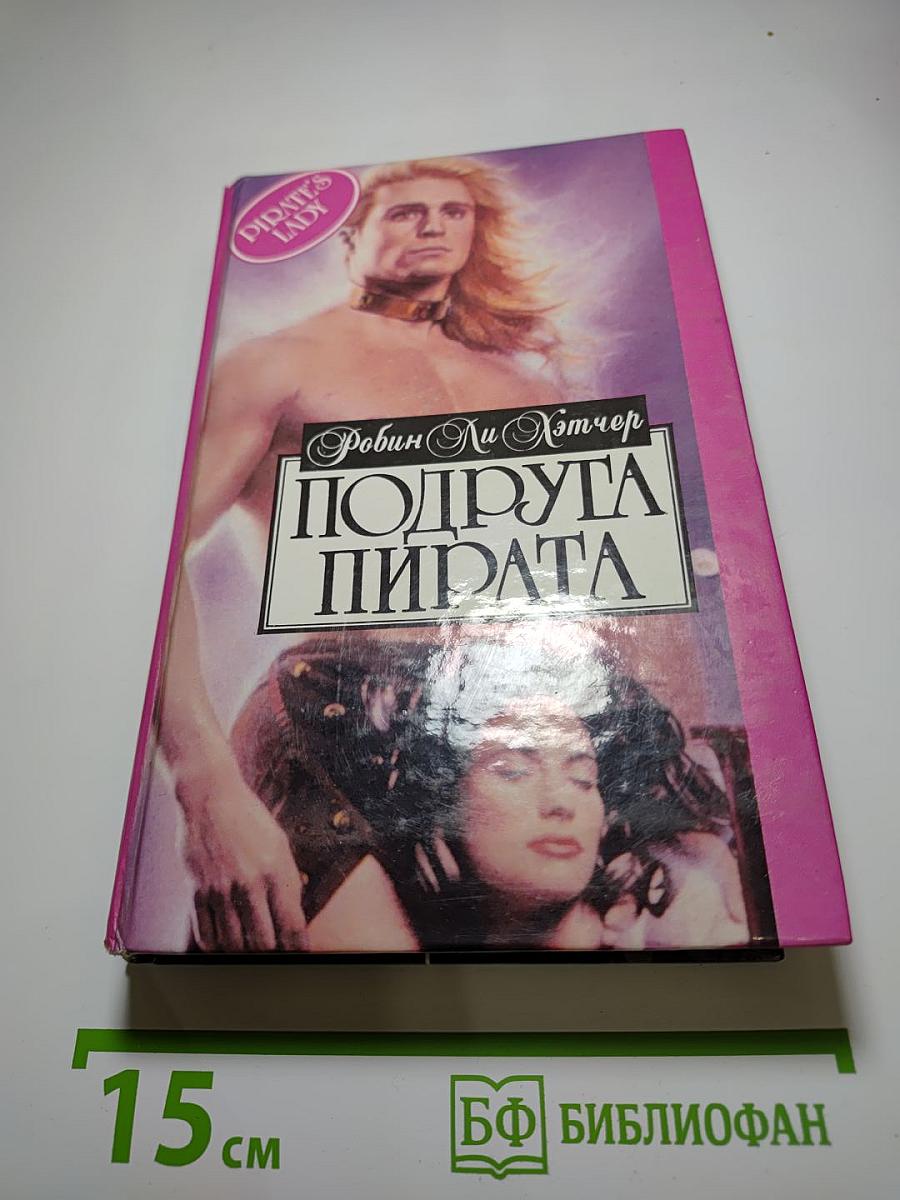 PIRATE'S
LADY
Робин Ли Хэтчер
ПОДРУГА
ПИРАТА
15 см
БФ БИБЛИОФАН